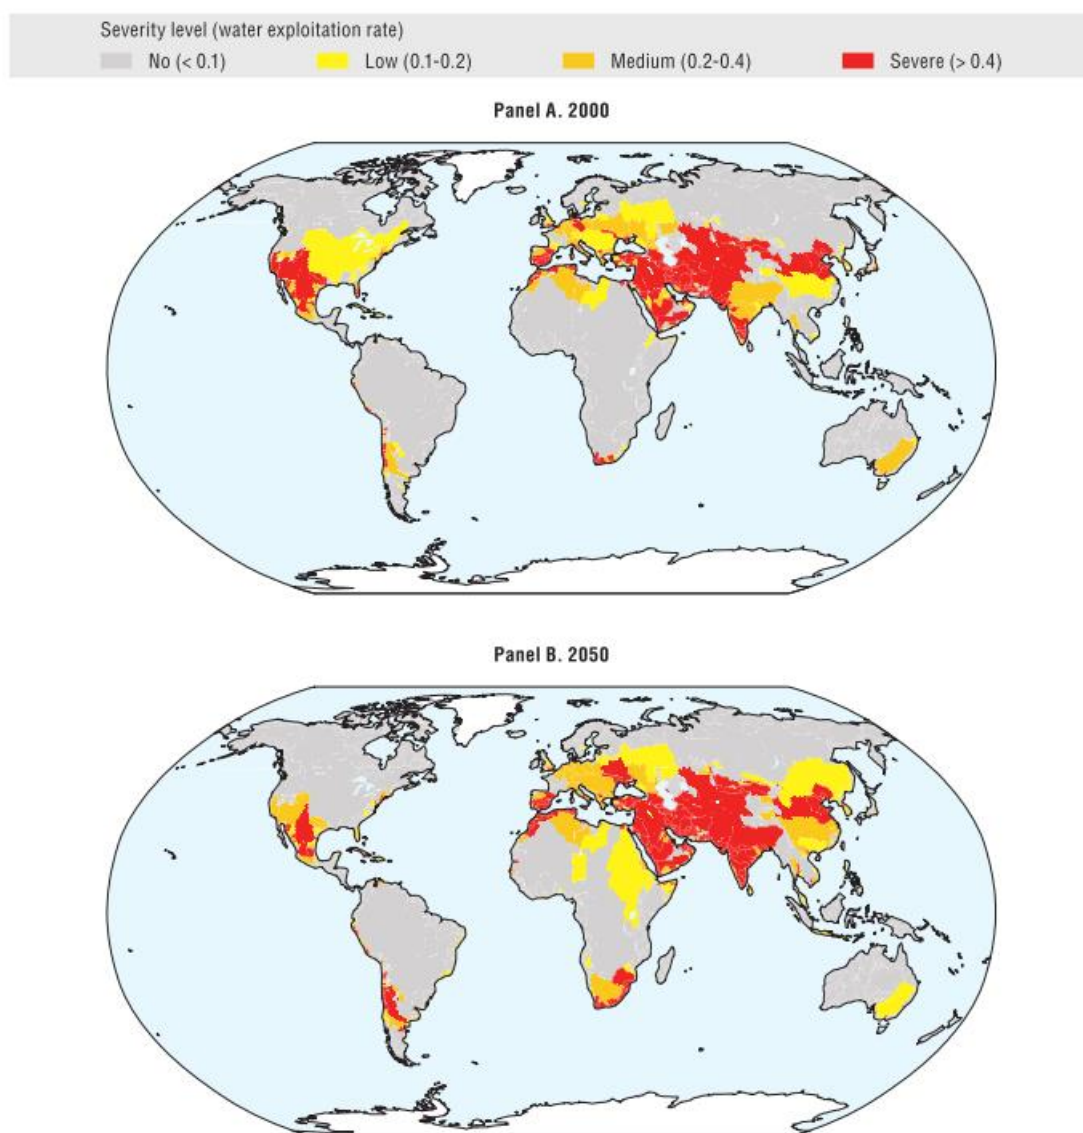 Severity level (water exploitation rate)
No (< 0.1) Low (0.1-0.2) Medium (0.2-0.4) Severe (> 0.4)
Panel A. 2000
Panel B. 2050